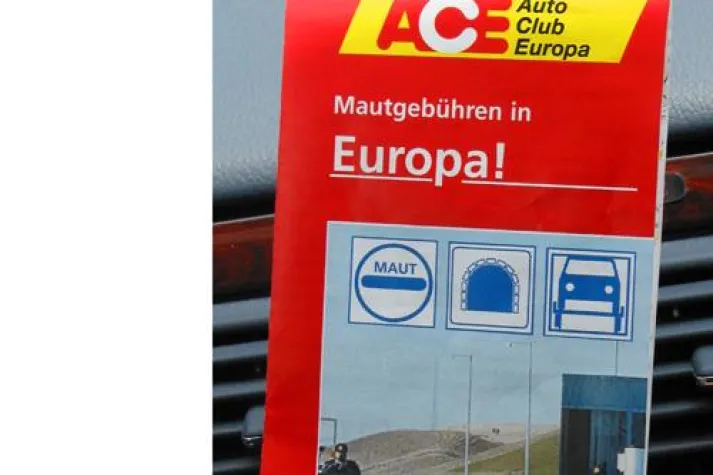 ACE
Auto
Club
Europa
Mautgebühren in
Europa!
MAUT